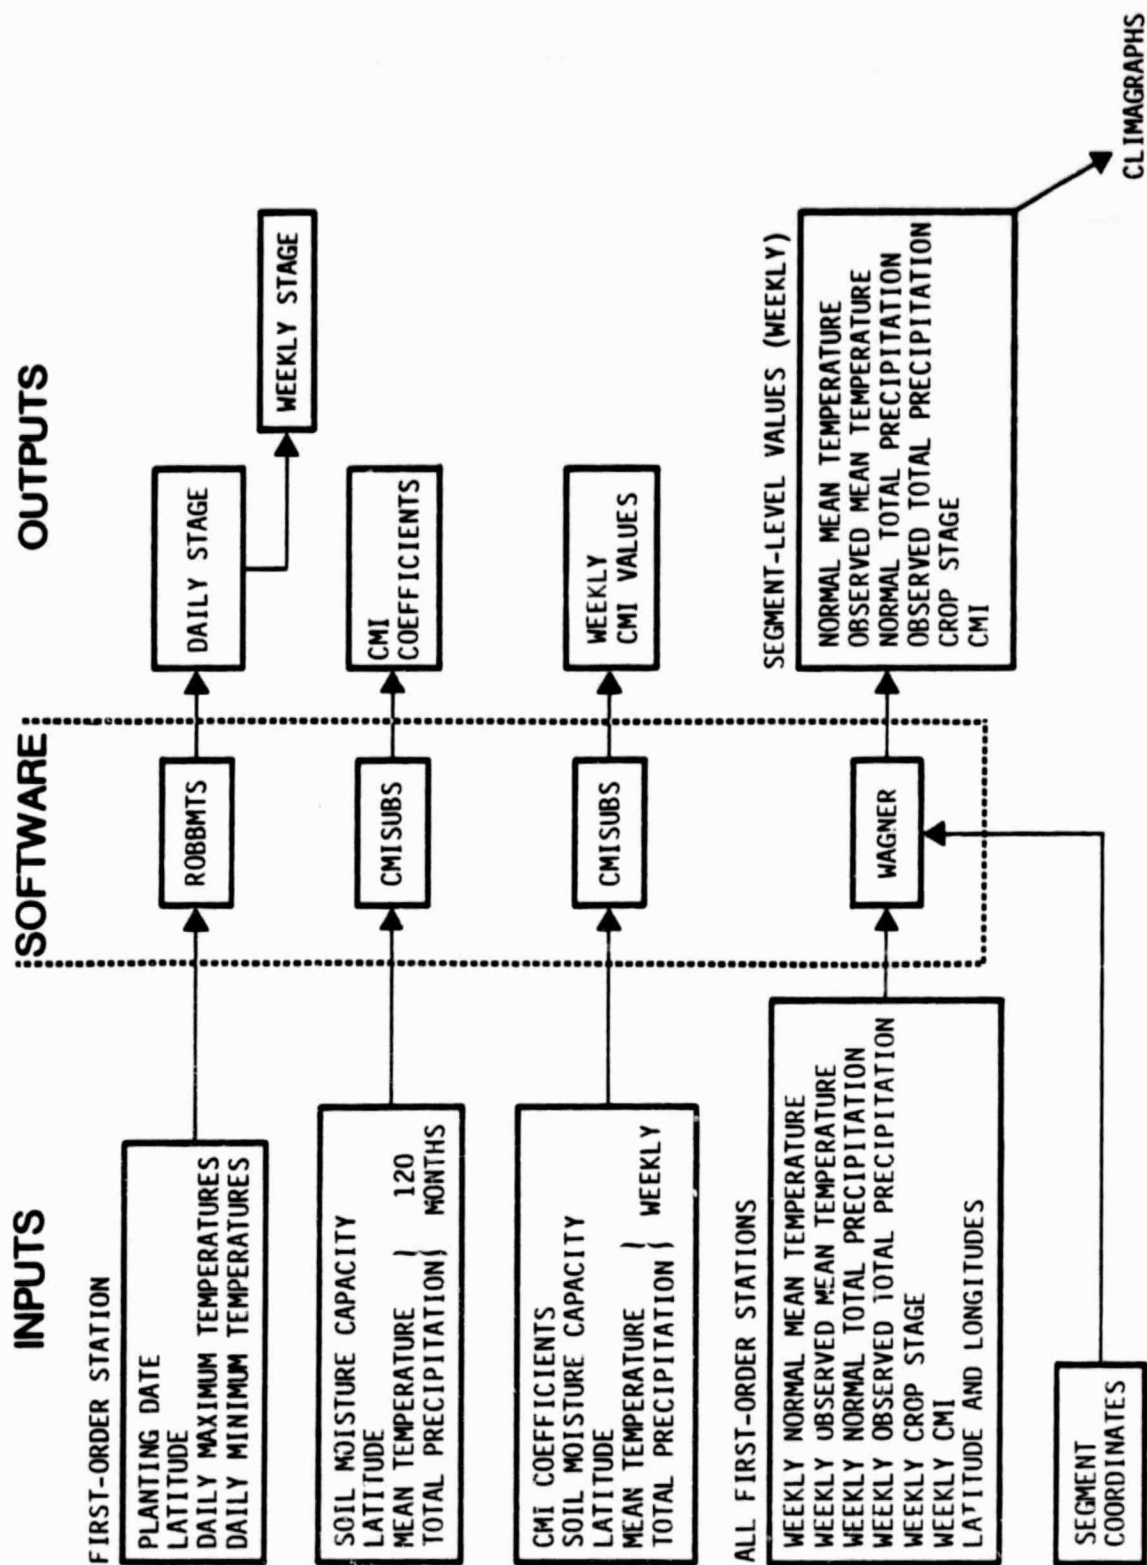 INPUTS
SOFTWARE
OUTPUTS
FIRST-ORDER STATION
PLANTING DATE
LATITUDE
DAILY MAXIMUM TEMPERATURES
DAILY MINIMUM TEMPERATURES
ROBBMTS
DAILY STAGE
WEEKLY STAGE
SOIL MOISTURE CAPACITY
LATITUDE
MEAN TEMPERATURE
TOTAL PRECIPITATION
120
MONTHS
CMISUBS
CMI
COEFFICIENTS
CMI COEFFICIENTS
SOIL MOISTURE CAPACITY
LATITUDE
MEAN TEMPERATURE
TOTAL PRECIPITATION
WEEKLY
CMISUBS
WEEKLY
CMI VALUES
ALL FIRST-ORDER STATIONS
WEEKLY NORMAL MEAN TEMPERATURE
WEEKLY OBSERVED MEAN TEMPERATURE
WEEKLY NORMAL TOTAL PRECIPITATION
WEEKLY OBSERVED TOTAL PRECIPITATION
WEEKLY CROP STAGE
WEEKLY CMI
LATITUDE AND LONGITUDES
WAGNER
SEGMENT-LEVEL VALUES (WEEKLY)
NORMAL MEAN TEMPERATURE
OBSERVED MEAN TEMPERATURE
NORMAL TOTAL PRECIPITATION
OBSERVED TOTAL PRECIPITATION
CROP STAGE
CMI
CLIMAGRAPHS
SEGMENT
COORDINATES